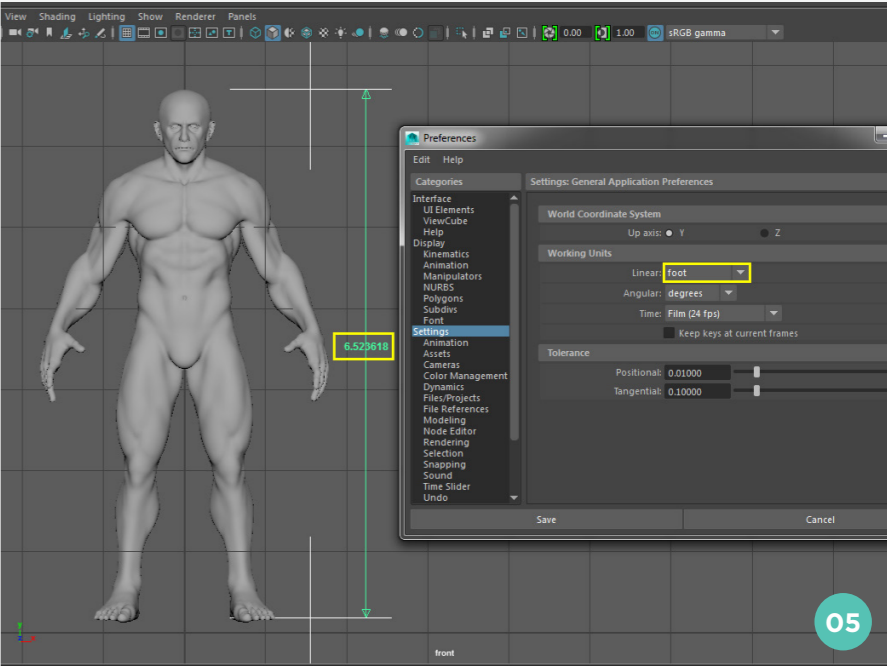 View Shading Lighting Show Renderer Panels
0.00 1.00 sRGB gamma
Preferences
Edit Help
Categories
Interface
UI Elements
ViewCube
Help
Display
Kinematics
Animation
Manipulators
NURBS
Polygons
Subdivs
Font
Settings
Animation
Assets
Cameras
Color Management
Dynamics
Files/Projects
File References
Modeling
Node Editor
Rendering
Selection
Snapping
Sound
Time Slider
Undo
Settings: General Application Preferences
World Coordinate System
Up axis: Y Z
Working Units
Linear: foot
Angular: degrees
Time: Film (24 fps)
Keep keys at current frames
Tolerance
Positional: 0.01000
Tangential: 0.10000
Save Cancel
6.523618
y
z x
front
05